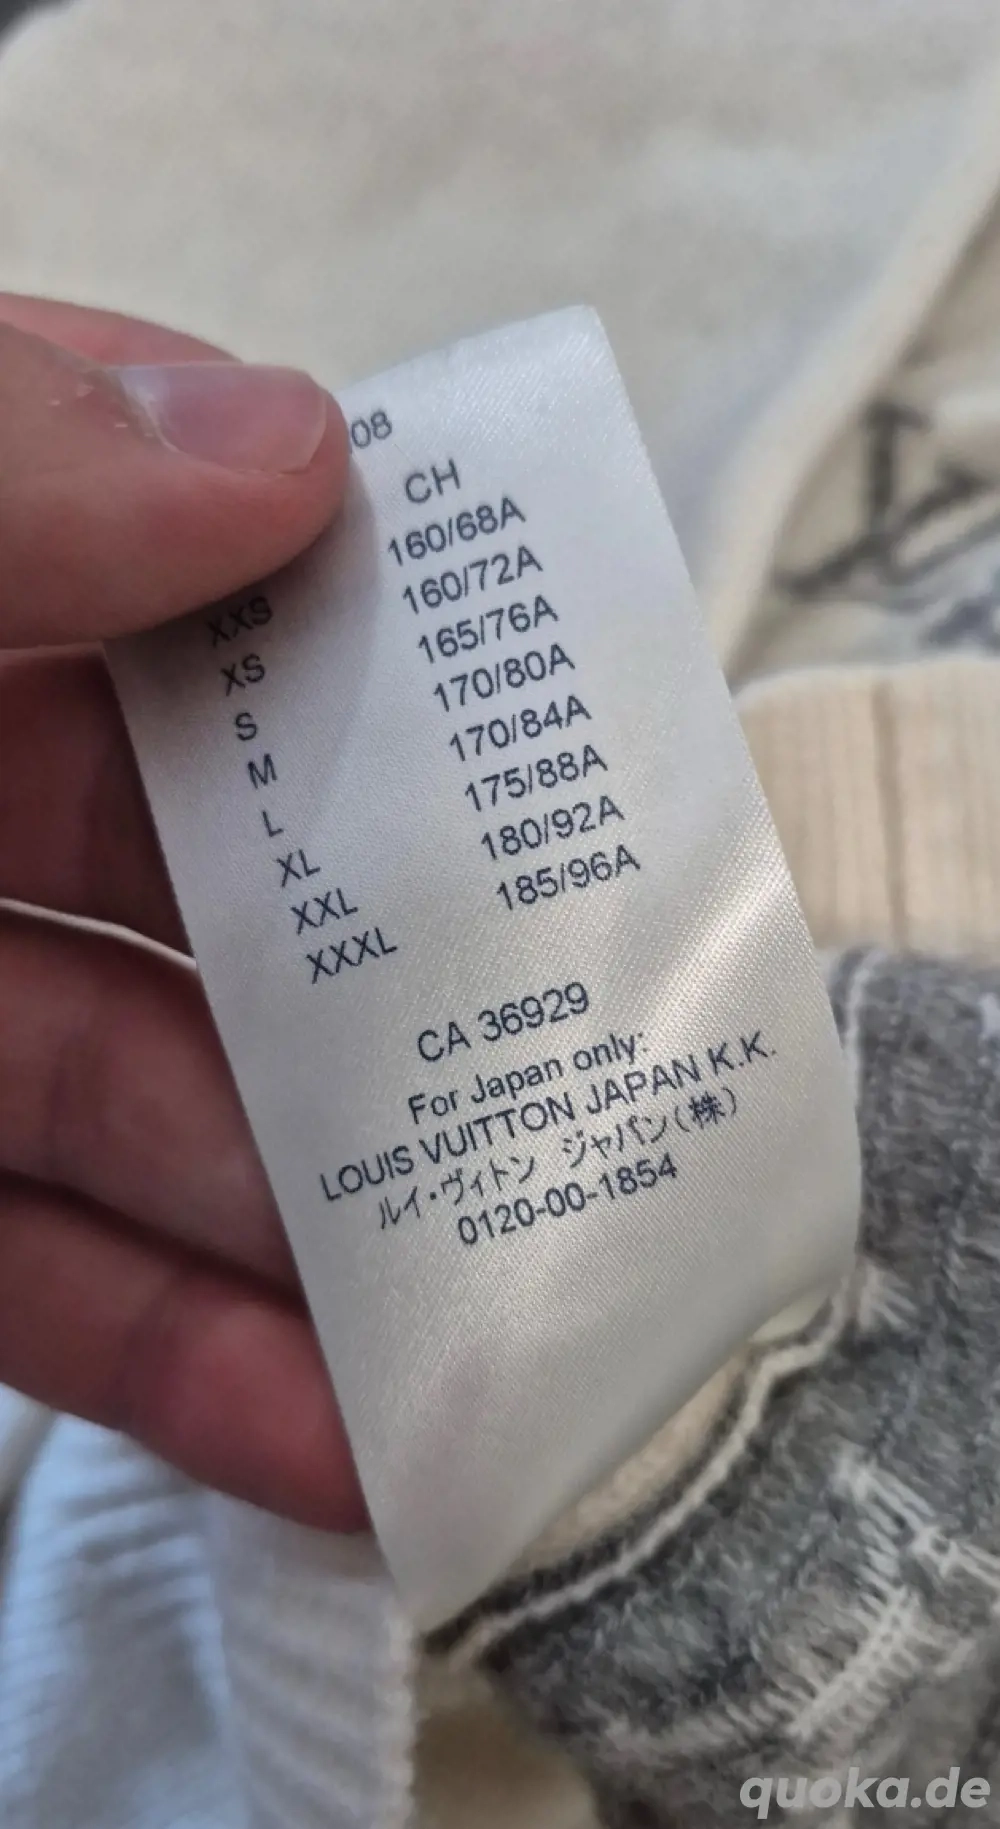 08
CH
XXS 160/68A
XS 160/72A
S 165/76A
M 170/80A
L 170/84A
XL 175/88A
XXL 180/92A
XXXL 185/96A
CA 36929
For Japan only:
LOUIS VUITTON JAPAN K.K.
ルイ・ヴィトン ジャパン(株)
0120-00-1854
quoka.de